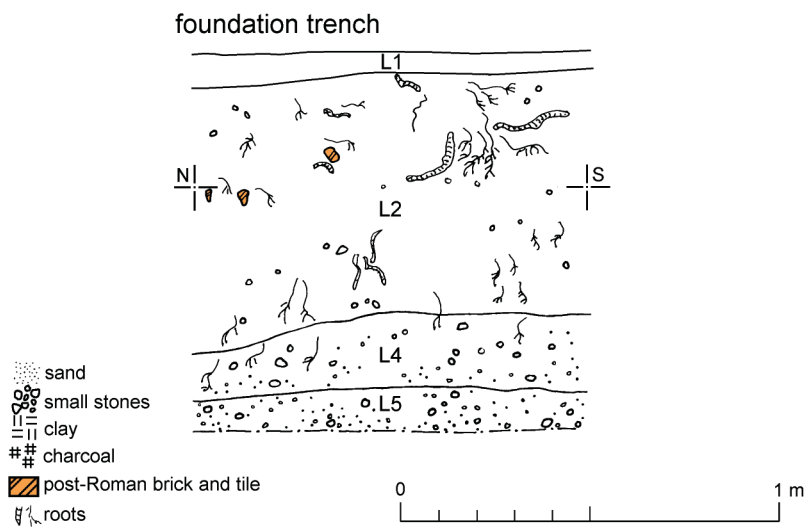 foundation trench
L1
N
S
L2
L4
L5
sand
small stones
clay
charcoal
post-Roman brick and tile
roots
0
1 m